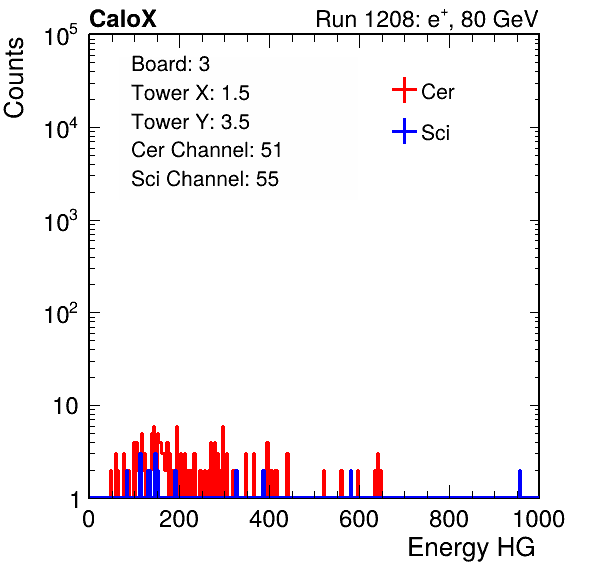 CaloX Run 1208: e⁺, 80 GeV
Counts
10⁵
10⁴
10³
10²
10
1
Board: 3
Tower X: 1.5
Tower Y: 3.5
Cer Channel: 51
Sci Channel: 55
Cer
Sci
0 200 400 600 800 1000
Energy HG